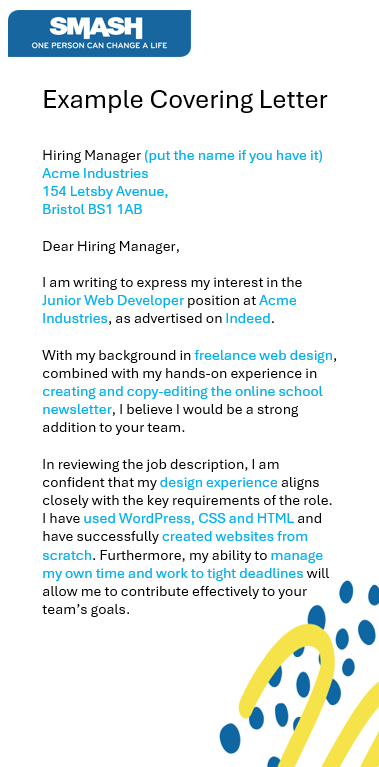 SMASH
ONE PERSON CAN CHANGE A LIFE
Example Covering Letter
Hiring Manager (put the name if you have it)
Acme Industries
154 Letsby Avenue,
Bristol BS1 1AB
Dear Hiring Manager,
I am writing to express my interest in the
Junior Web Developer position at Acme
Industries, as advertised on Indeed.
With my background in freelance web design,
combined with my hands-on experience in
creating and copy-editing the online school
newsletter, I believe I would be a strong
addition to your team.
In reviewing the job description, I am
confident that my design experience aligns
closely with the key requirements of the role.
I have used WordPress, CSS and HTML and
have successfully created websites from
scratch. Furthermore, my ability to manage
my own time and work to tight deadlines will
allow me to contribute effectively to your
team's goals.